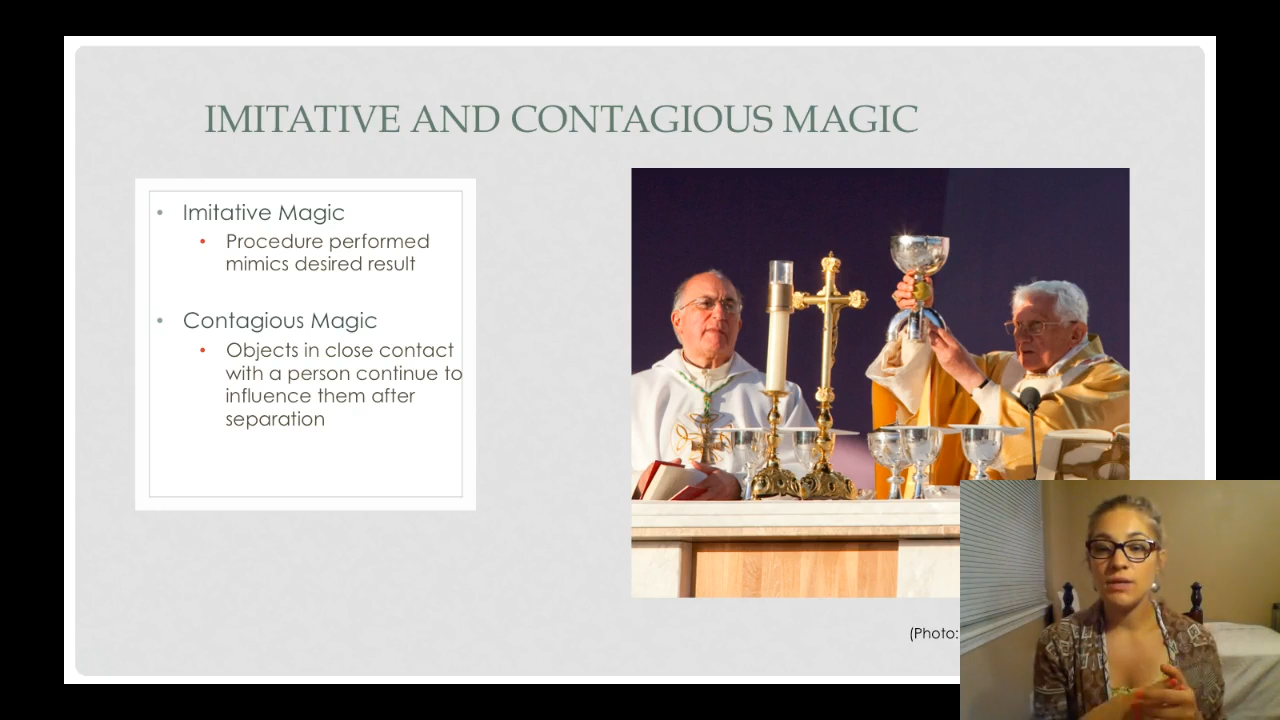 IMITATIVE AND CONTAGIOUS MAGIC
• Imitative Magic
• Procedure performed
mimics desired result
• Contagious Magic
• Objects in close contact
with a person continue to
influence them after
separation
(Photo: